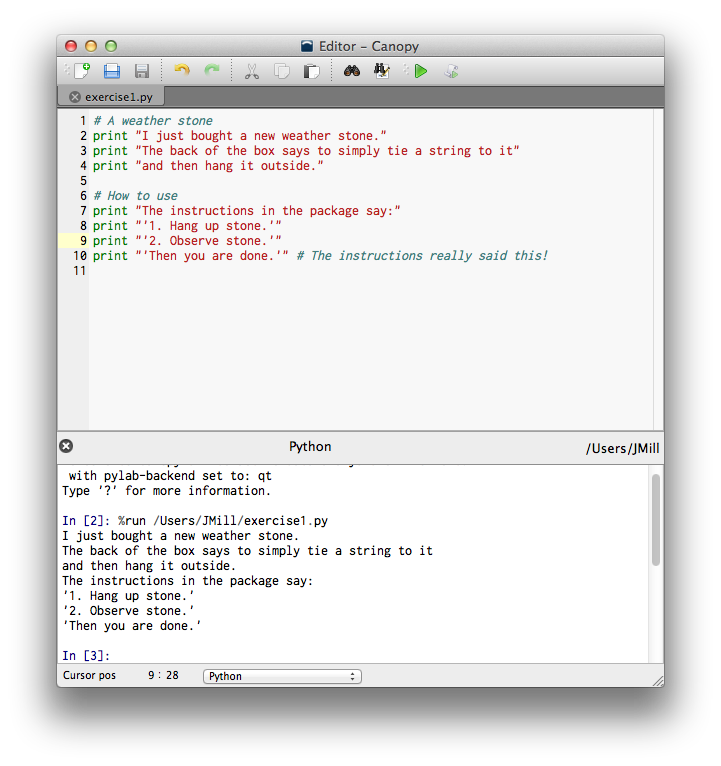 Editor – Canopy
exercise1.py
1 # A weather stone
2 print "I just bought a new weather stone."
3 print "The back of the box says to simply tie a string to it"
4 print "and then hang it outside."
5
6 # How to use
7 print "The instructions in the package say:"
8 print "'1. Hang up stone.'"
9 print "'2. Observe stone.'"
10 print "'Then you are done.'" # The instructions really said this!
11
Python
/Users/JMill
with pylab-backend set to: qt
Type '?' for more information.
In [2]: %run /Users/JMill/exercise1.py
I just bought a new weather stone.
The back of the box says to simply tie a string to it
and then hang it outside.
The instructions in the package say:
'1. Hang up stone.'
'2. Observe stone.'
'Then you are done.'
In [3]:
Cursor pos 9 : 28 Python